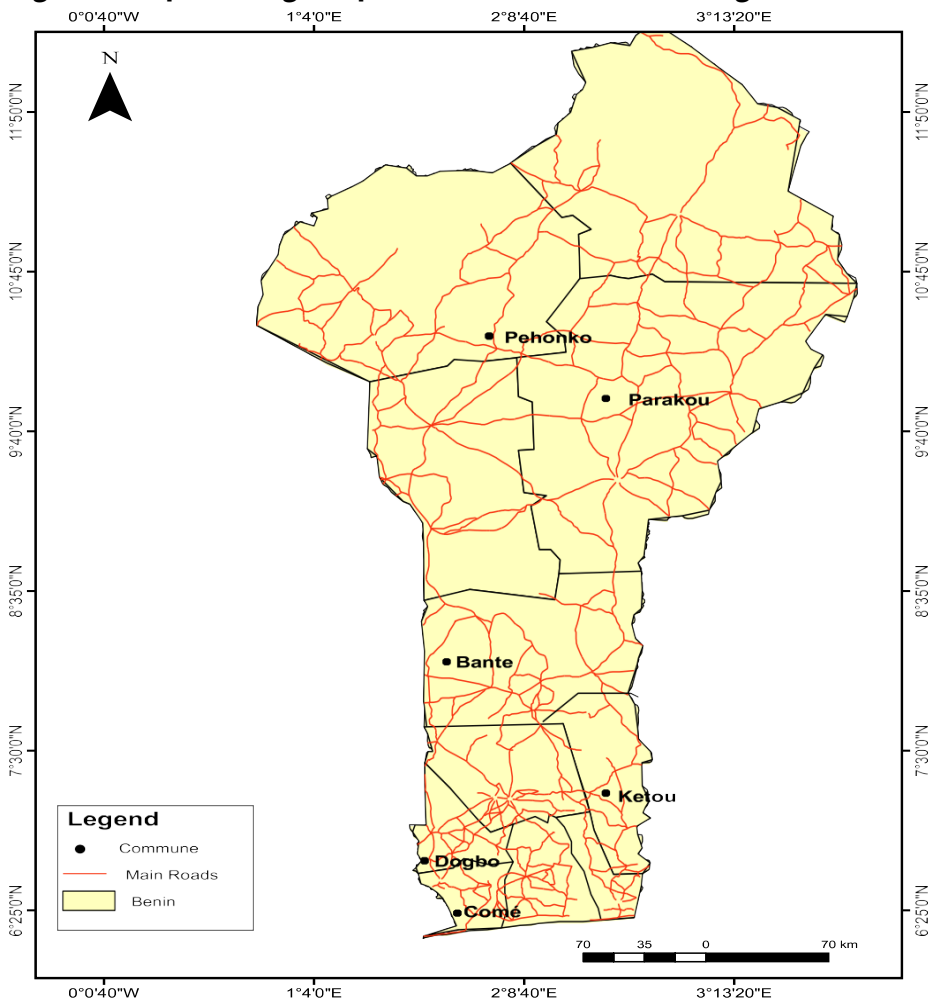 0°0'40"W 1°4'0"E 2°8'40"E 3°13'20"E
N
11°50'0"N 11°50'0"N
10°45'0"N 10°45'0"N
Pehonko
Parakou
9°40'0"N 9°40'0"N
8°35'0"N 8°35'0"N
Bante
7°30'0"N 7°30'0"N
Ketou
Legend
Commune
Main Roads
Benin
Dogbo
Comé
6°25'0"N 6°25'0"N
70 35 0 70 km
0°0'40"W 1°4'0"E 2°8'40"E 3°13'20"E